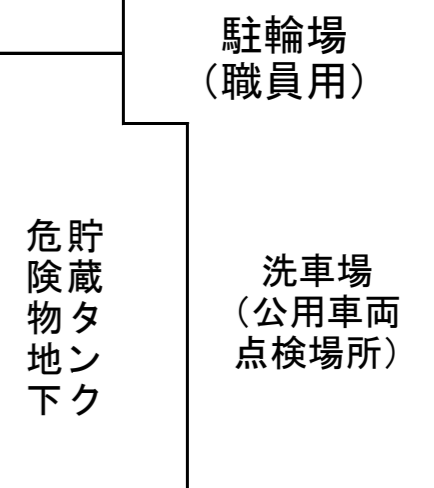 駐輪場
（職員用）
危険物地下
貯蔵タンク
洗車場
（公用車両
点検場所）